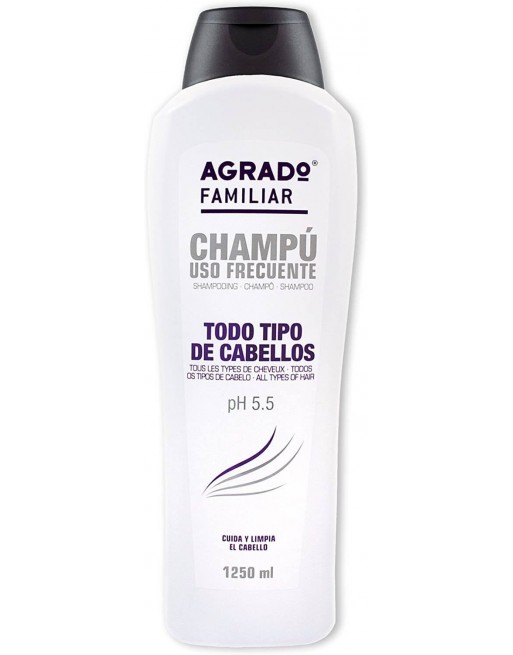 AGRADO®
FAMILIAR
CHAMPÚ
USO FRECUENTE
SHAMPOOING · CHAMPÔ · SHAMPOO
TODO TIPO
DE CABELLOS
TOUS LES TYPES DE CHEVEUX · TODOS
OS TIPOS DE CABELO · ALL TYPES OF HAIR
pH 5.5
CUIDA Y LIMPIA
EL CABELLO
1250 ml